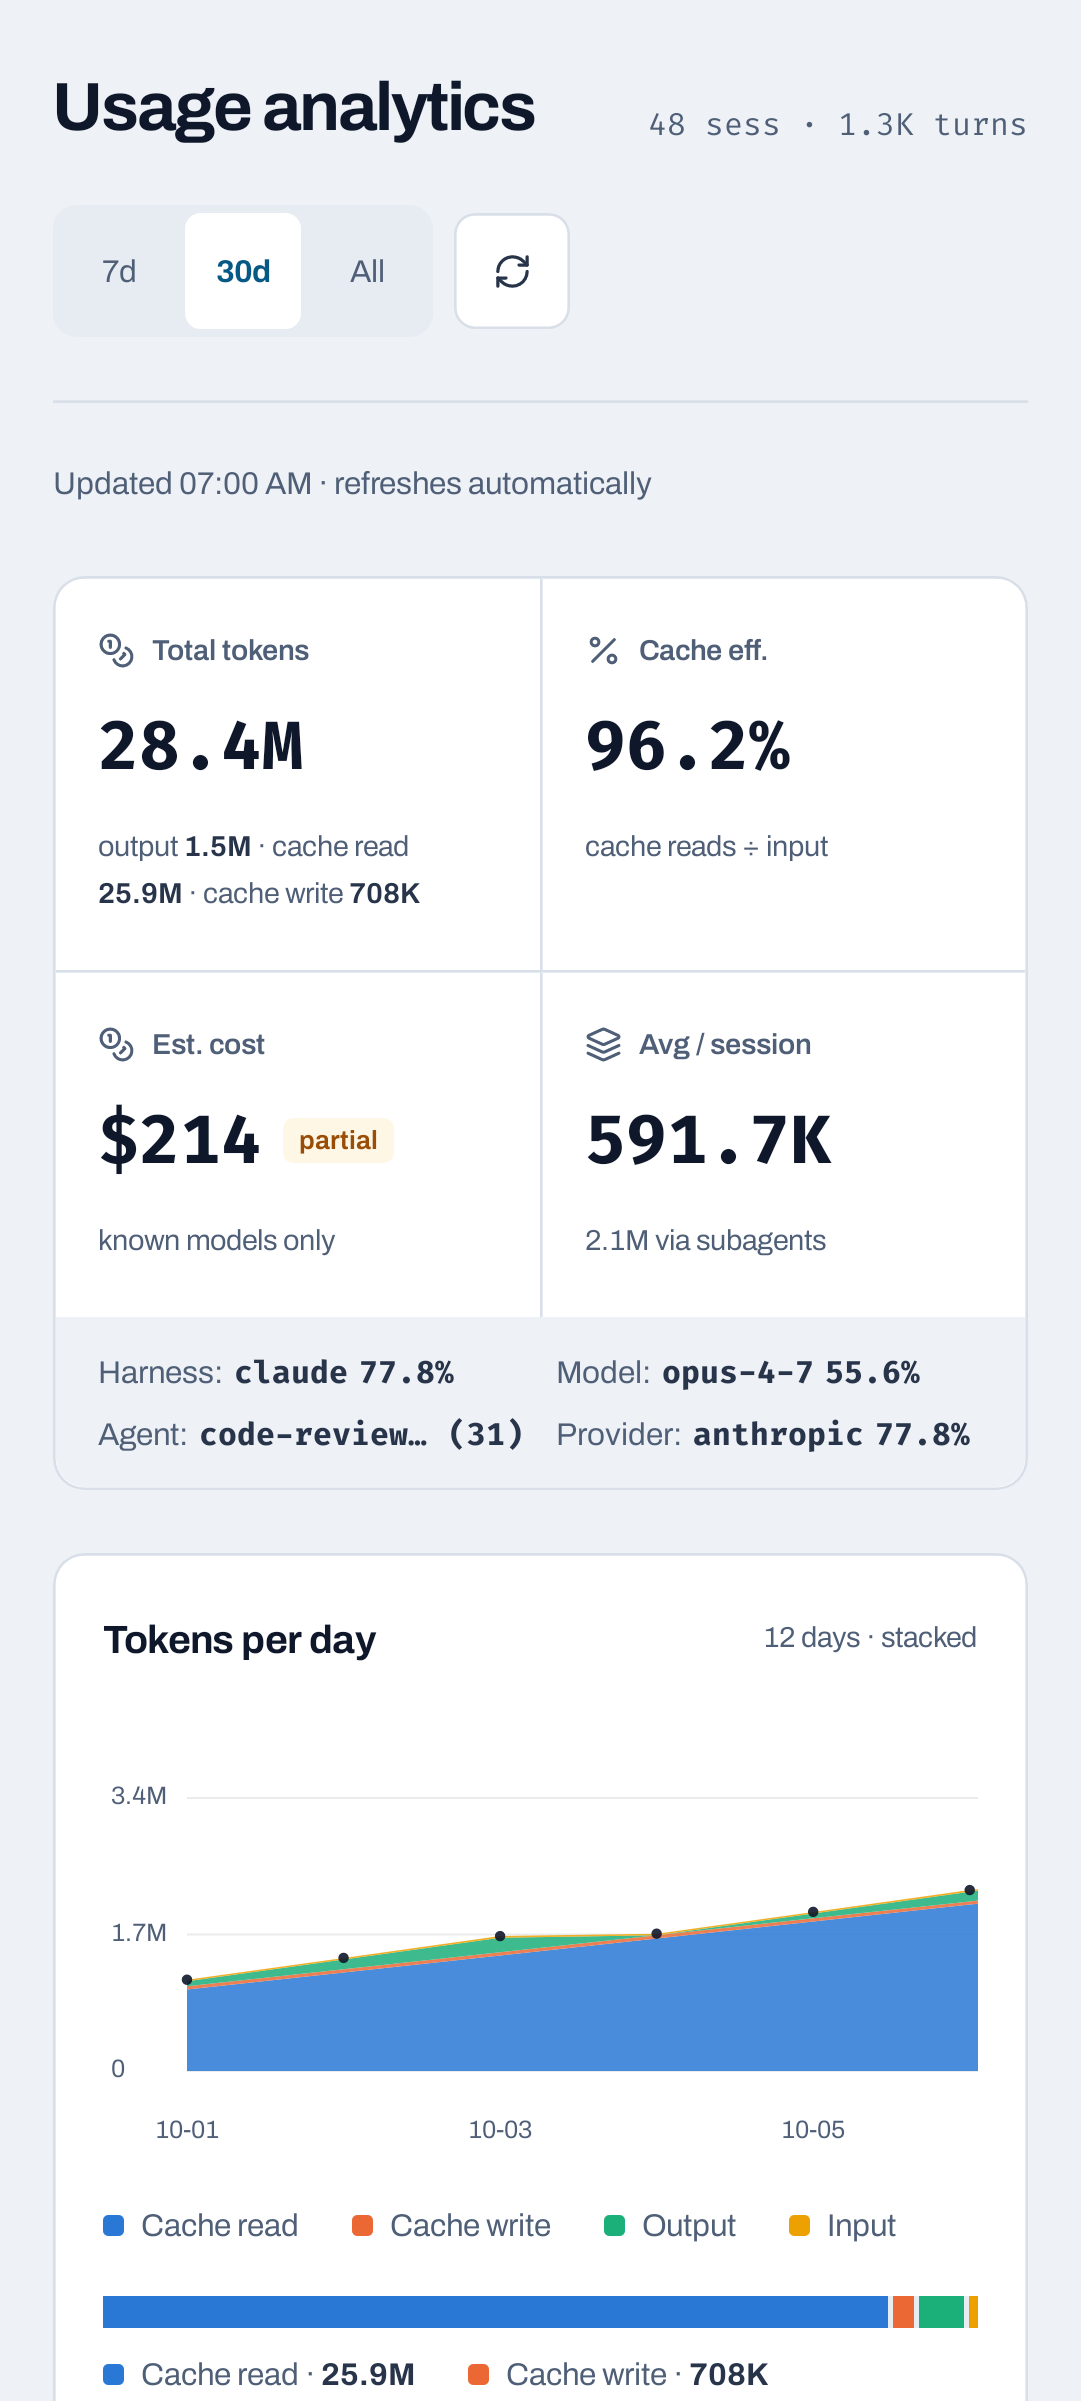 Usage analytics
48 sess · 1.3K turns
7d
30d
All
Updated 07:00 AM · refreshes automatically
Total tokens
28.4M
output 1.5M · cache read
25.9M · cache write 708K
Cache eff.
96.2%
cache reads ÷ input
Est. cost
$214 partial
known models only
Avg / session
591.7K
2.1M via subagents
Harness: claude 77.8%
Model: opus-4-7 55.6%
Agent: code-review… (31)
Provider: anthropic 77.8%
Tokens per day
12 days · stacked
3.4M
1.7M
0
10-01
10-03
10-05
Cache read
Cache write
Output
Input
Cache read · 25.9M
Cache write · 708K